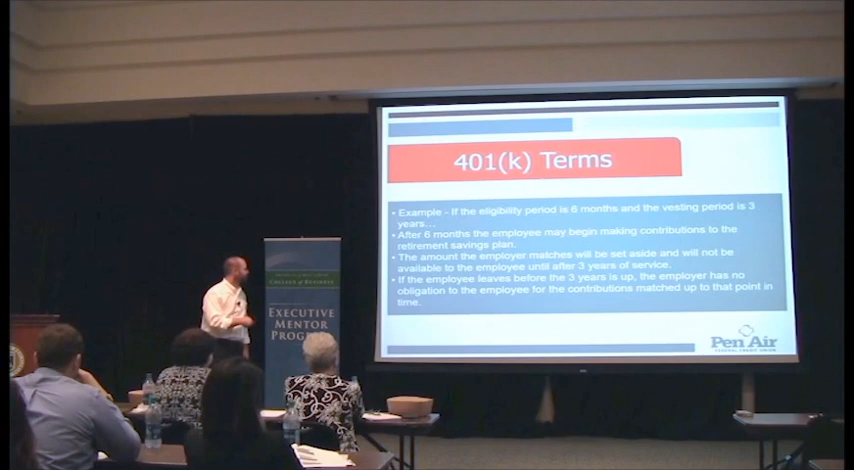 401(k) Terms
• Example - If the eligibility period is 6 months and the vesting period is 3
years…
• After 6 months the employee may begin making contributions to the
retirement savings plan.
• The amount the employer matches will be set aside and will not be
available to the employee until after 3 years of service.
• If the employee leaves before the 3 years is up, the employer has no
obligation to the employee for the contributions matched up to that point in
time.
Pen Air
FEDERAL CREDIT UNION
COLLEGE of BUSINESS
EXECUTIVE
MENTOR